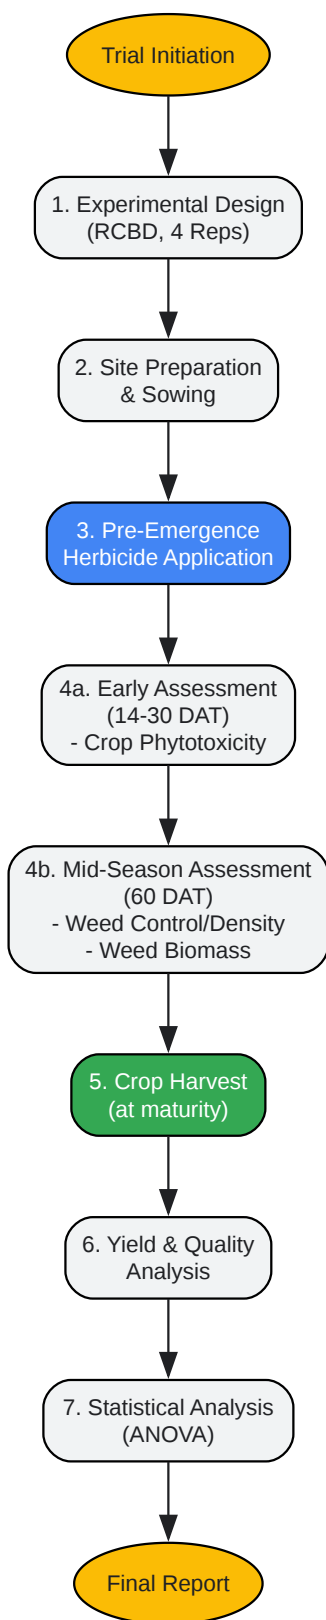 Trial Initiation
1. Experimental Design
(RCBD, 4 Reps)
2. Site Preparation
& Sowing
3. Pre-Emergence
Herbicide Application
4a. Early Assessment
(14-30 DAT)
- Crop Phytotoxicity
4b. Mid-Season Assessment
(60 DAT)
- Weed Control/Density
- Weed Biomass
5. Crop Harvest
(at maturity)
6. Yield & Quality
Analysis
7. Statistical Analysis
(ANOVA)
Final Report